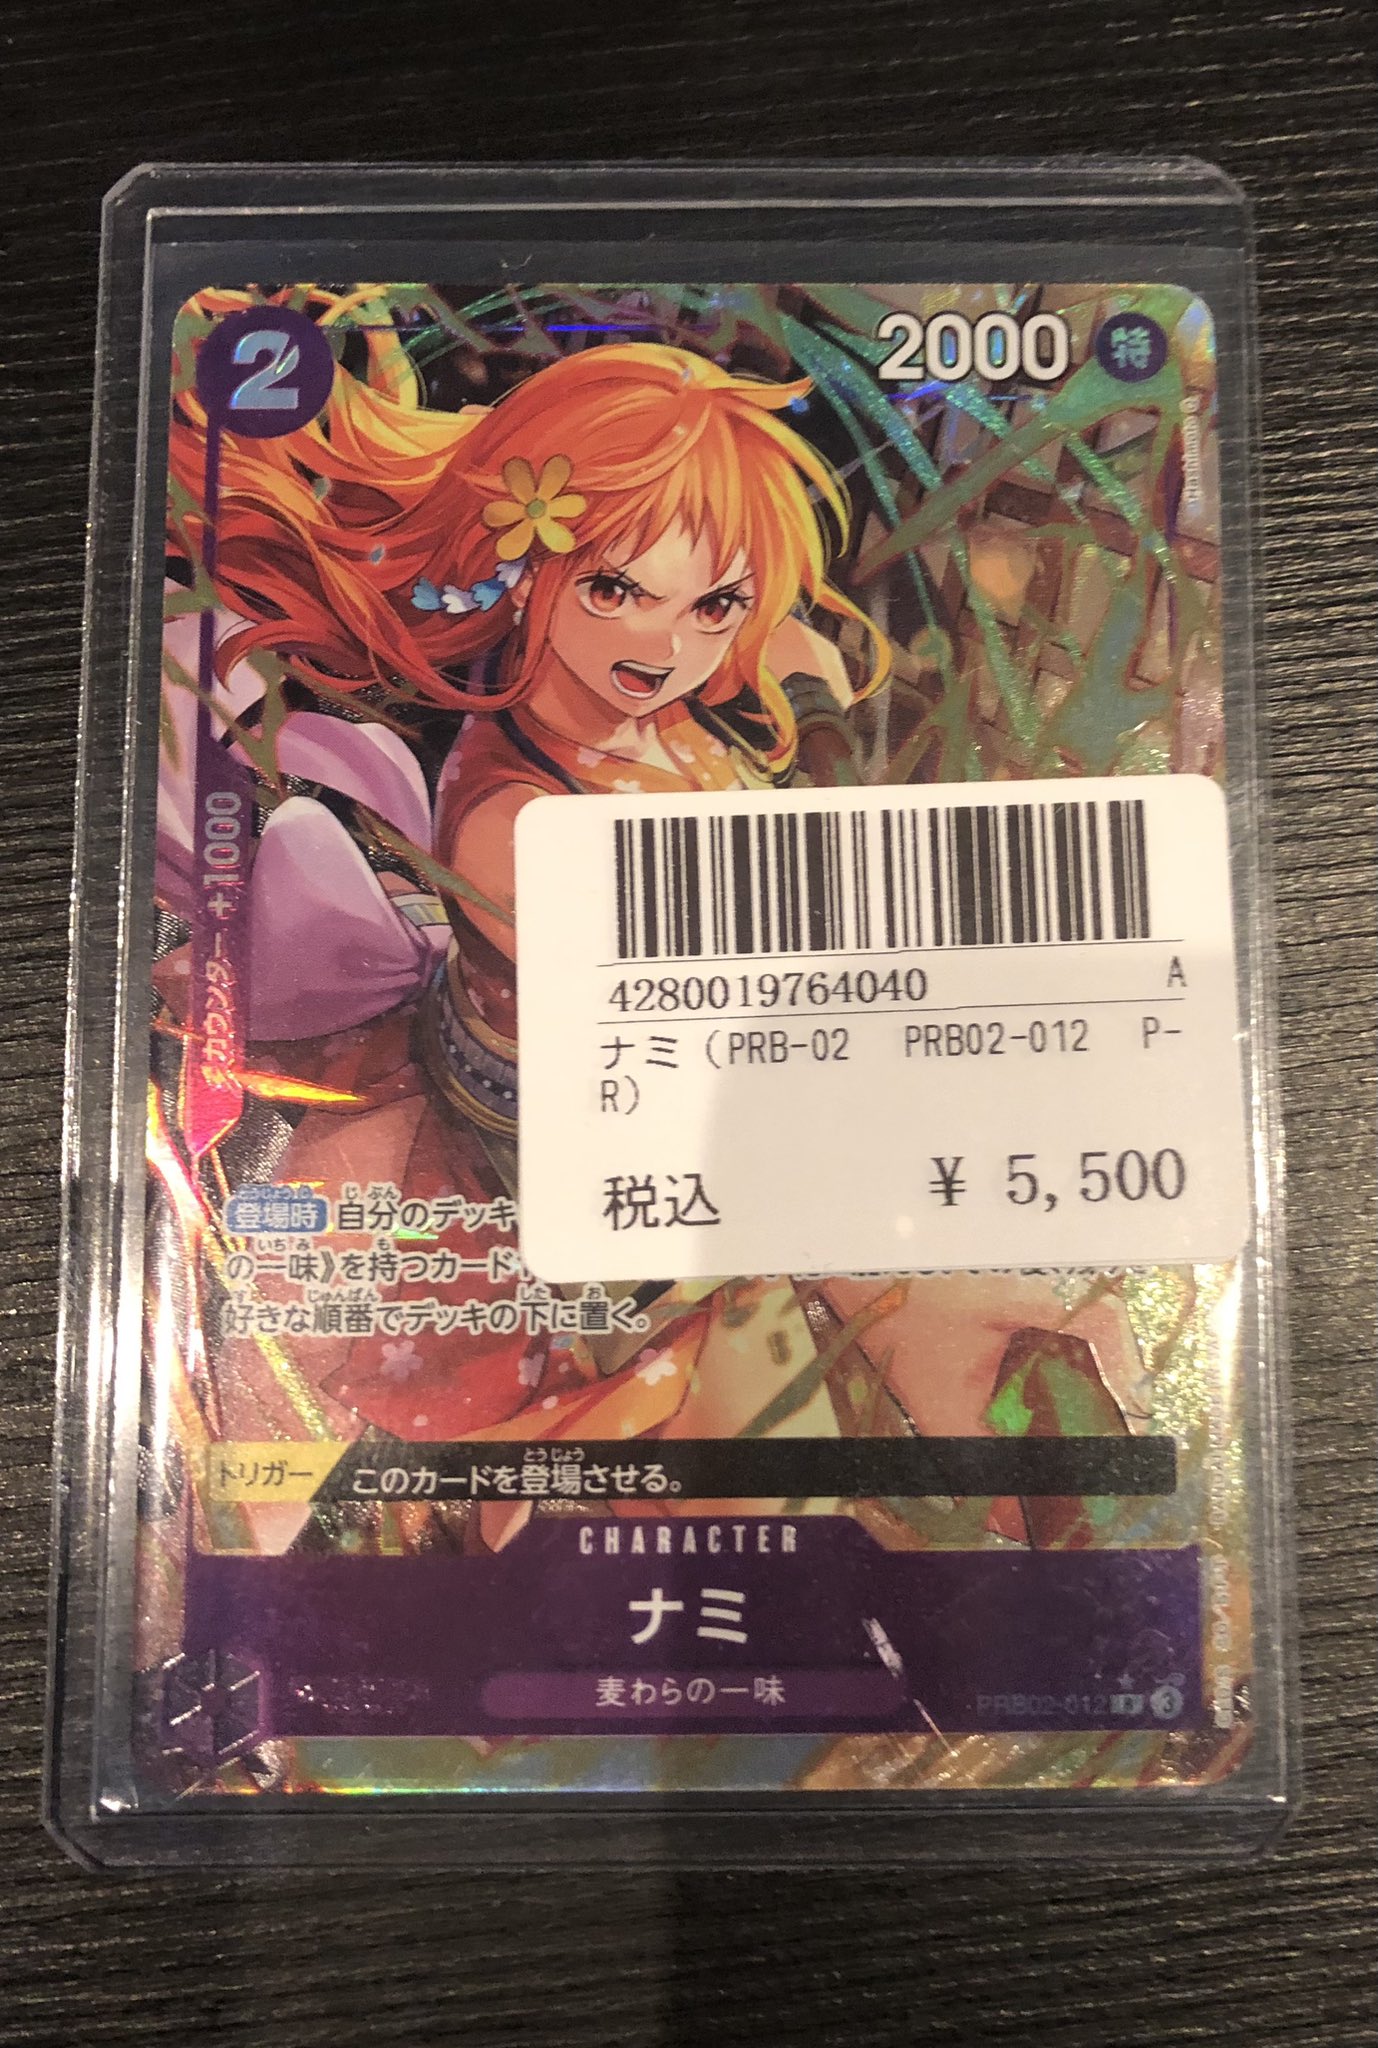 2
2000
特
カウンター +1000
4280019764040 A
ナミ(PRB-02 PRB02-012 P-
R)
税込 ¥5,500
登場時 自分のデッキ
の一味》を持つカード
好きな順番でデッキの下に置く。
トリガー このカードを登場させる。
CHARACTER
ナミ
麦わらの一味
PRB02-012 R 3